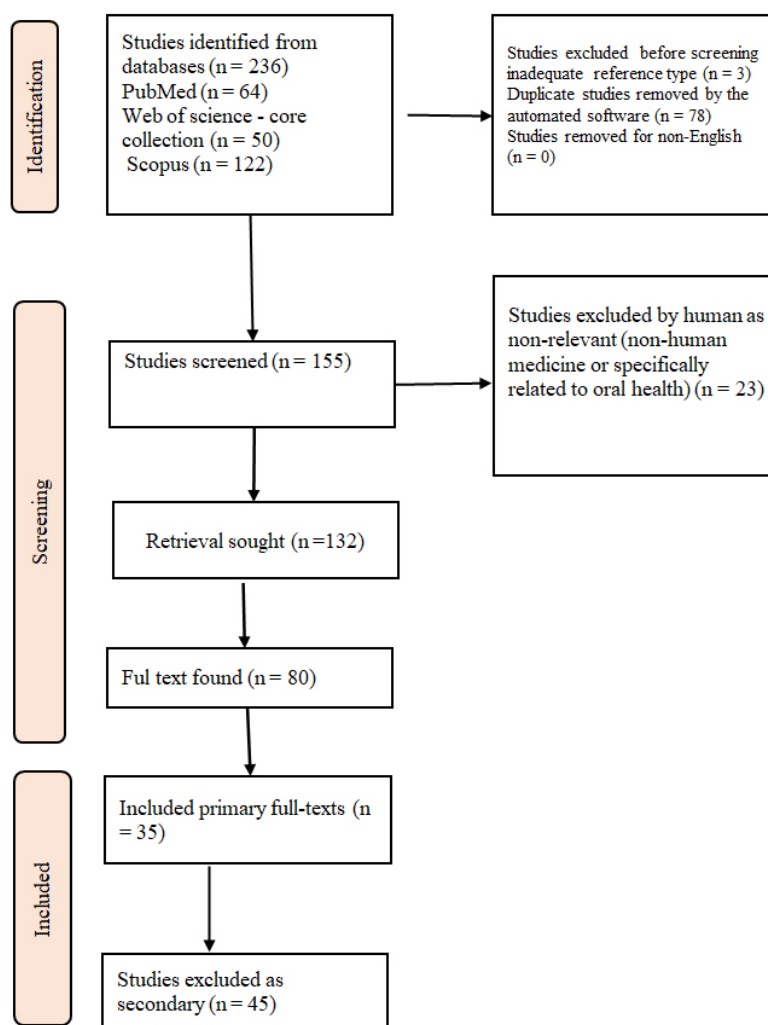 Identification
Studies identified from
databases (n = 236)
PubMed (n = 64)
Web of science - core
collection (n = 50)
Scopus (n = 122)
Studies excluded before screening
inadequate reference type (n = 3)
Duplicate studies removed by the
automated software (n = 78)
Studies removed for non-English
(n = 0)
Screening
Studies screened (n = 155)
Studies excluded by human as
non-relevant (non-human
medicine or specifically
related to oral health) (n = 23)
Retrieval sought (n =132)
Ful text found (n = 80)
Included
Included primary full-texts (n
= 35)
Studies excluded as
secondary (n = 45)